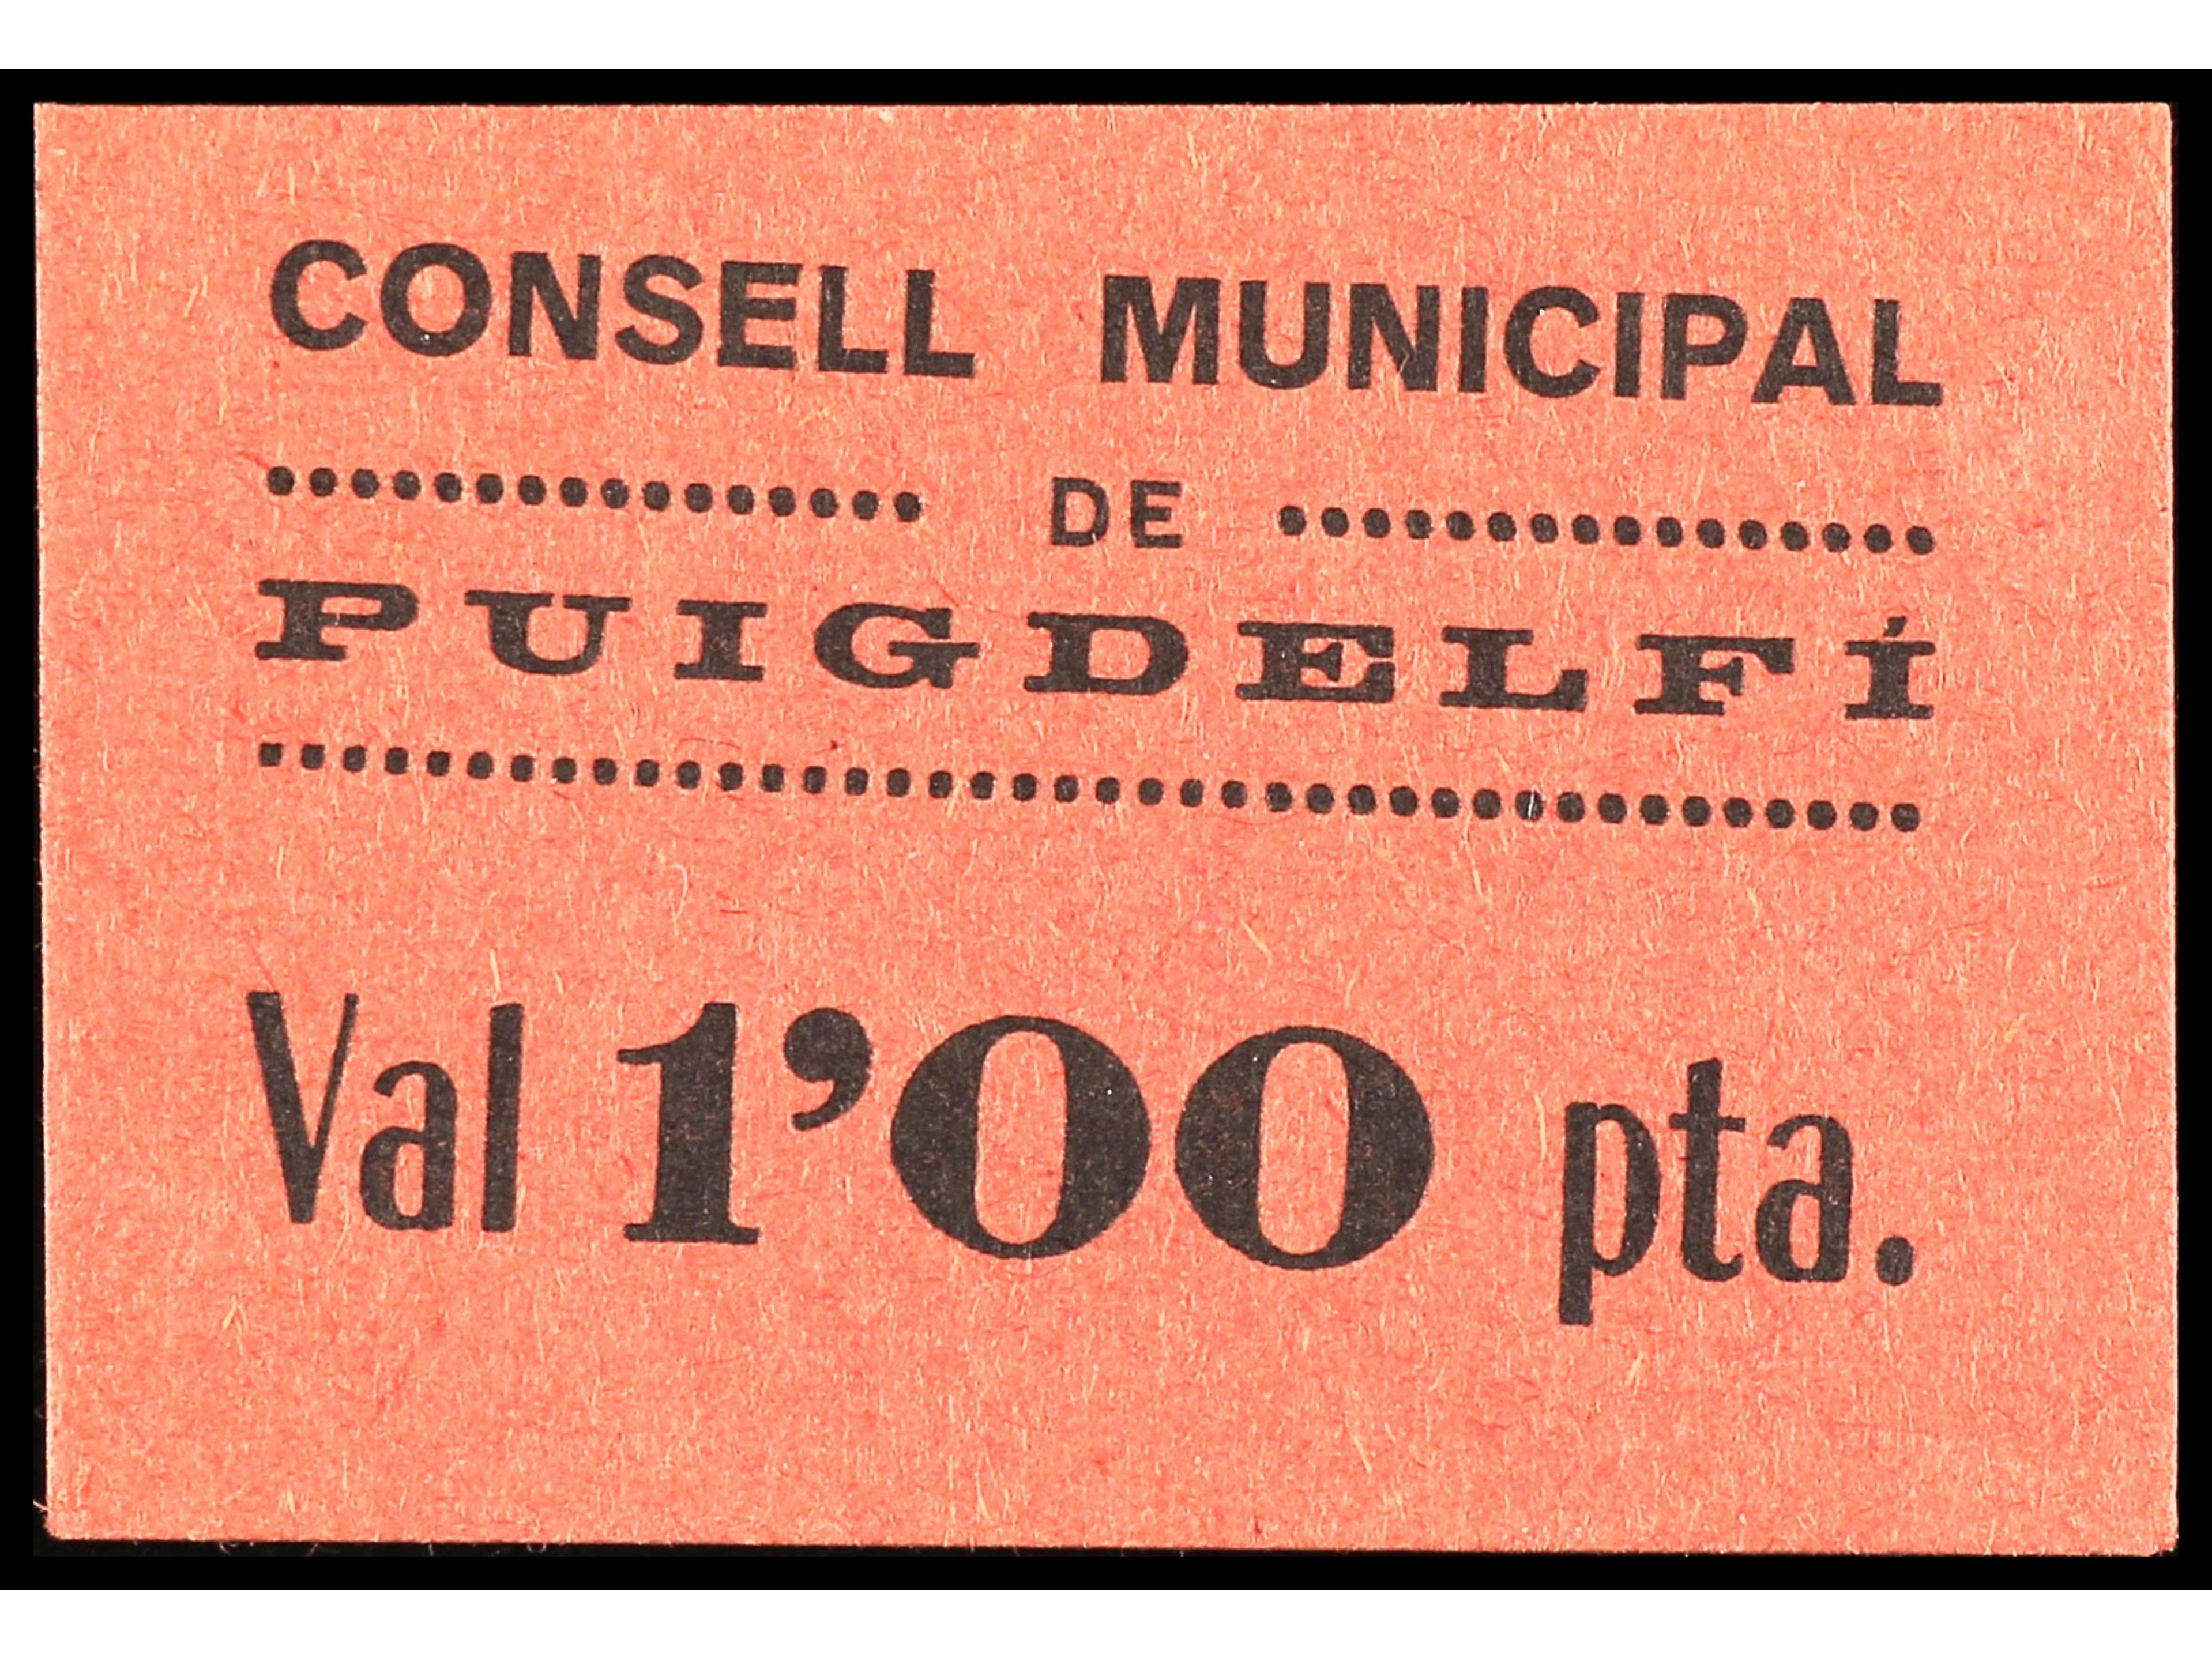 CONSELL MUNICIPAL
DE
PUIGDELFÍ
Val 1'00 pta.